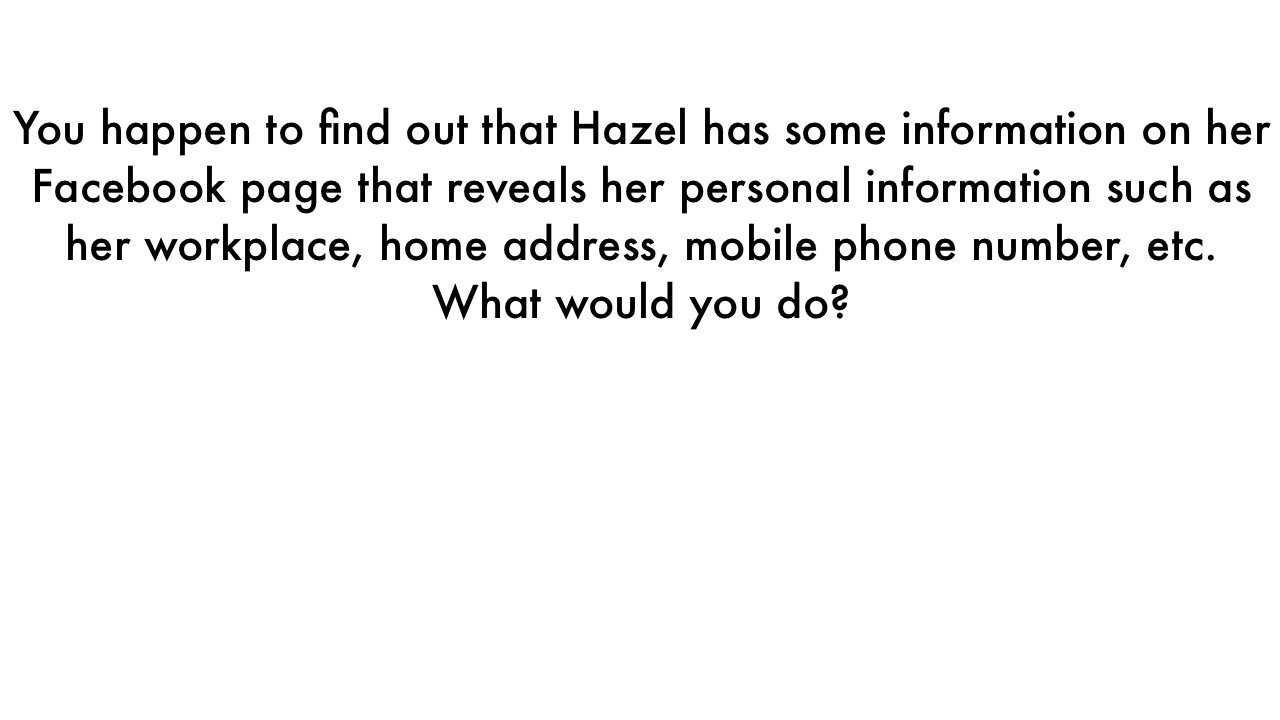 You happen to find out that Hazel has some information on her
Facebook page that reveals her personal information such as
her workplace, home address, mobile phone number, etc.
What would you do?